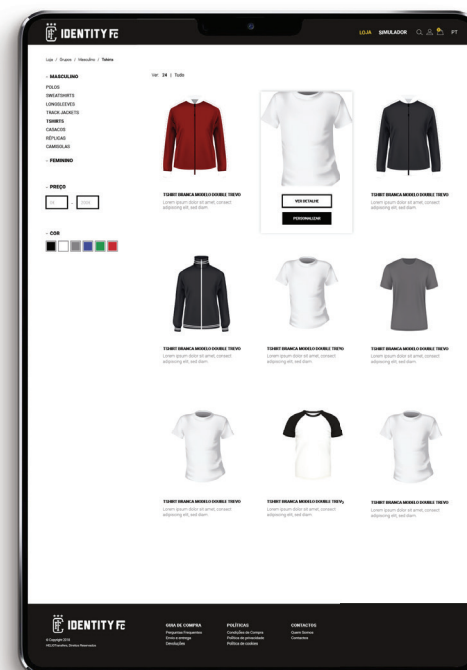 IDENTITY FE
LOJA SIMULADOR PT
Loja / Grupos / Masculino / Tshirts
- MASCULINO
Ver 24 | Tudo
POLOS
SWEATSHIRTS
LONGSLEEVES
TRACK JACKETS
TSHIRTS
CASACOS
RÉPLICAS
CAMISOLAS
- FEMININO
- PREÇO
- COR
TSHIRT BRANCA MODELO DOUBLE TREVO
Lorem ipsum dolor sit amet, consect
adipiscing elit, sed diam
VER DETALHE
PERSONALIZAR
TSHIRT BRANCA MODELO DOUBLE TREVO
Lorem ipsum dolor sit amet, consect
adipiscing elit, sed diam
TSHIRT BRANCA MODELO DOUBLE TREVO
Lorem ipsum dolor sit amet, consect
adipiscing elit, sed diam
TSHIRT BRANCA MODELO DOUBLE TREVO
Lorem ipsum dolor sit amet, consect
adipiscing elit, sed diam
TSHIRT BRANCA MODELO DOUBLE TREVO
Lorem ipsum dolor sit amet, consect
adipiscing elit, sed diam
TSHIRT BRANCA MODELO DOUBLE TREVO
Lorem ipsum dolor sit amet, consect
adipiscing elit, sed diam
TSHIRT BRANCA MODELO DOUBLE TREVO
Lorem ipsum dolor sit amet, consect
adipiscing elit, sed diam
TSHIRT BRANCA MODELO DOUBLE TREVO
Lorem ipsum dolor sit amet, consect
adipiscing elit, sed diam
IDENTITY FE
© Copyright 2018
Direitos Reservados
GUIA DE COMPRA
Perguntas Frequentes
Envio e entrega
Devoluções
POLÍTICAS
Condições de Compra
Política de privacidade
Política de cookies
CONTACTOS
Quem Somos
Contactos